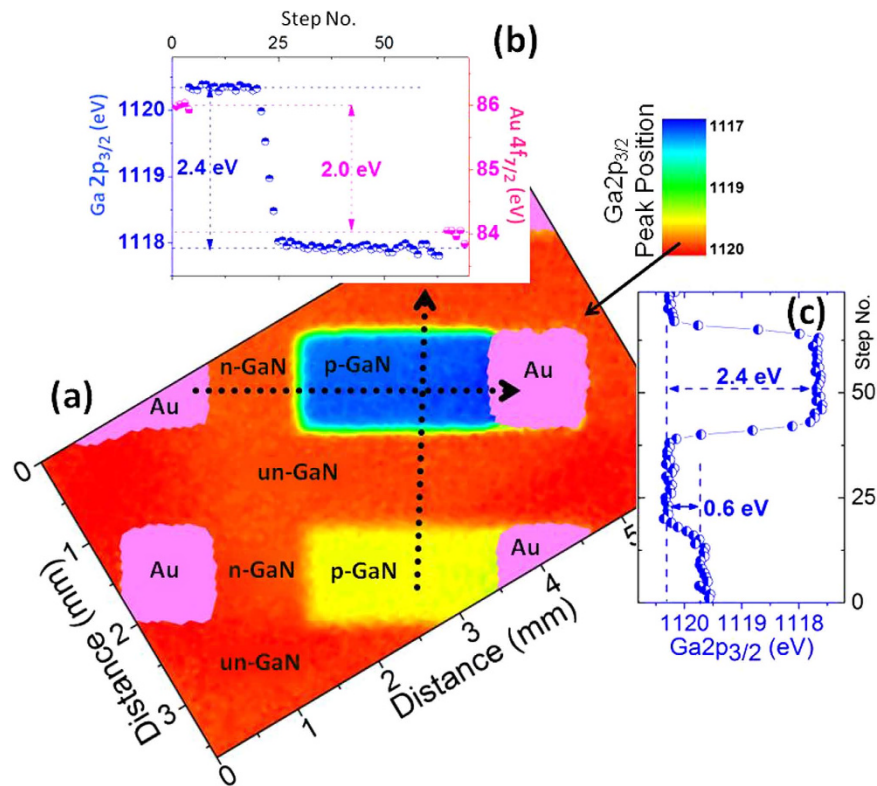 Step No.
0 25 50
(b)
Ga 2p3/2 (eV)
1120
1119
1118
2.4 eV
2.0 eV
86
85
84
Au 4f7/2 (eV)
Ga2p3/2
Peak Position
1117
1119
1120
(a)
Au
n-GaN
p-GaN
Au
un-GaN
Au
n-GaN
p-GaN
Au
un-GaN
0
1
2
3
Distance (mm)
0
1
2
3
4
5
Distance (mm)
(c)
2.4 eV
0.6 eV
Step No.
50
25
0
1120 1119 1118
Ga2p3/2 (eV)